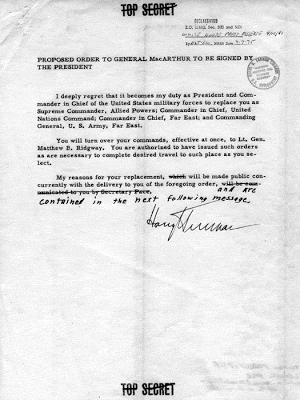 TOP SECRET
DECLASSIFIED
PROPOSED ORDER TO GENERAL MacARTHUR TO BE SIGNED BY
THE PRESIDENT
I deeply regret that it becomes my duty as President and Com-
mander in Chief of the United States military forces to replace you as
Supreme Commander, Allied Powers; Commander in Chief, United
Nations Command; Commander in Chief, Far East; and Commanding
General, U. S. Army, Far East.
You will turn over your commands, effective at once, to Lt. Gen.
Matthew B. Ridgway. You are authorized to have issued such orders
as are necessary to complete desired travel to such place as you se-
lect.
My reasons for your replacement, which will be made public con-
currently with the delivery to you of the foregoing order, will be com-
municated to you by Secretary Pace. and are
contained in the next following message
Harry Truman
TOP SECRET